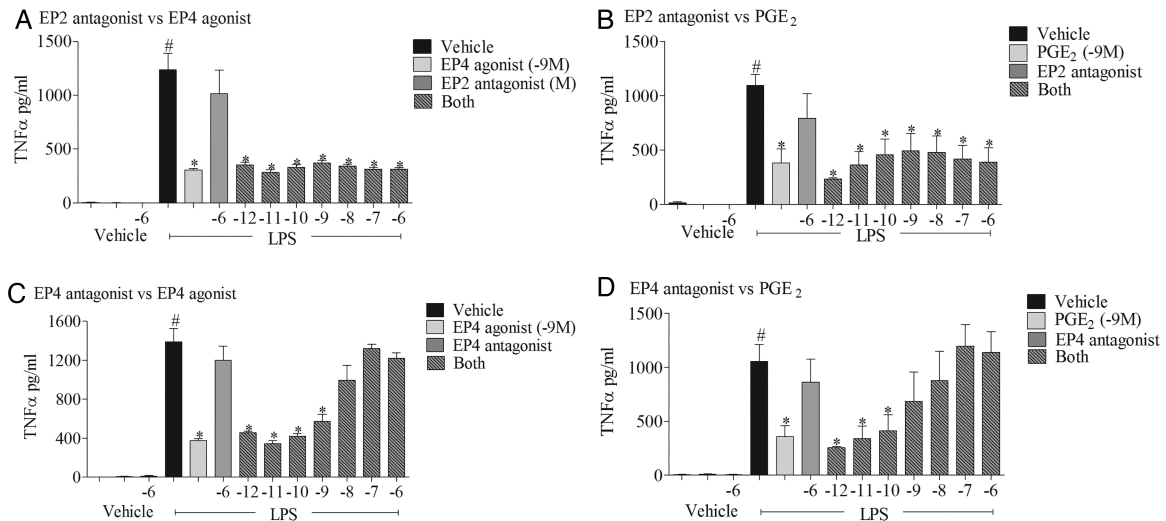 A EP2 antagonist vs EP4 agonist
TNFα pg/ml
1500
1000
500
0
#
* * * * * * * *
Vehicle
EP4 agonist (-9M)
EP2 antagonist (M)
Both
-6 -6 -12 -11 -10 -9 -8 -7 -6
Vehicle LPS
B EP2 antagonist vs PGE2
TNFα pg/ml
1500
1000
500
0
#
* * * * * * * *
Vehicle
PGE2 (-9M)
EP2 antagonist
Both
-6 -6 -12 -11 -10 -9 -8 -7 -6
Vehicle LPS
C EP4 antagonist vs EP4 agonist
TNFα pg/ml
1600
1200
800
400
0
#
* * * * *
Vehicle
EP4 agonist (-9M)
EP4 antagonist
Both
-6 -6 -12 -11 -10 -9 -8 -7 -6
Vehicle LPS
D EP4 antagonist vs PGE 2
TNFα pg/ml
1500
1000
500
0
#
* * * *
Vehicle
PGE2 (-9M)
EP4 antagonist
Both
-6 -6 -12 -11 -10 -9 -8 -7 -6
Vehicle LPS